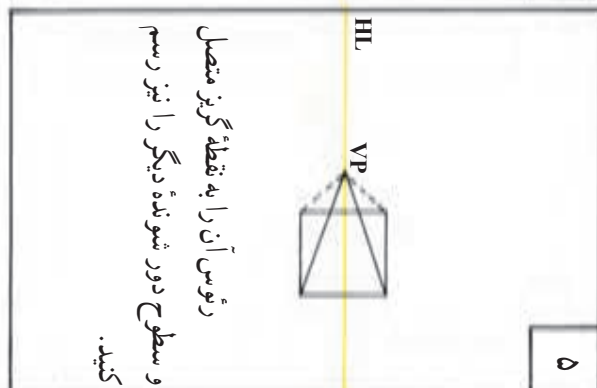 ۵
HL
VP
رئوس آن را به نقطهٔ گریز متصل
و سطوح دور شوندهٔ دیگر را نیز رسم
کنید.